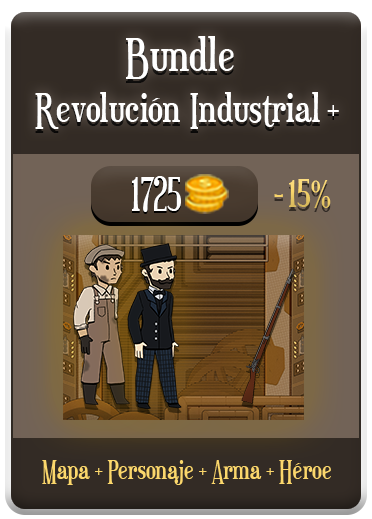 Bundle
Revolución Industrial +
1725 -15%
Mapa + Personaje + Arma + Héroe